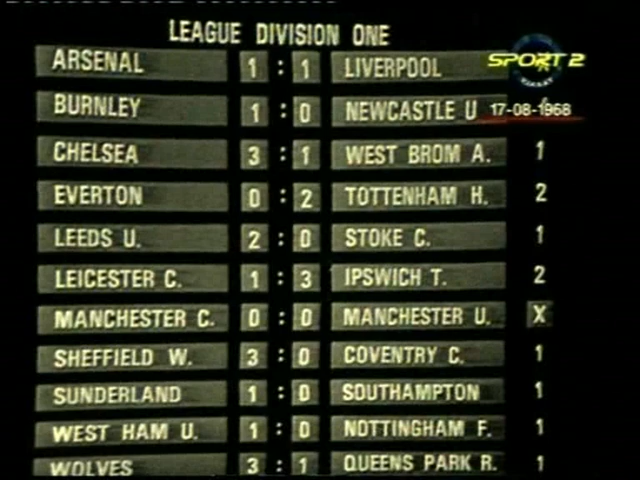 LEAGUE DIVISION ONE
ARSENAL 1 : 1 LIVERPOOL
SPORT 2
BURNLEY 1 : 0 NEWCASTLE U
17-08-1968
CHELSEA 3 : 1 WEST BROM A. 1
EVERTON 0 : 2 TOTTENHAM H. 2
LEEDS U. 2 : 0 STOKE C. 1
LEICESTER C. 1 : 3 IPSWICH T. 2
MANCHESTER C. 0 : 0 MANCHESTER U. X
SHEFFIELD W. 3 : 0 COVENTRY C. 1
SUNDERLAND 1 : 0 SOUTHAMPTON 1
WEST HAM U. 1 : 0 NOTTINGHAM F. 1
WOLVES 3 : 1 QUEENS PARK R. 1